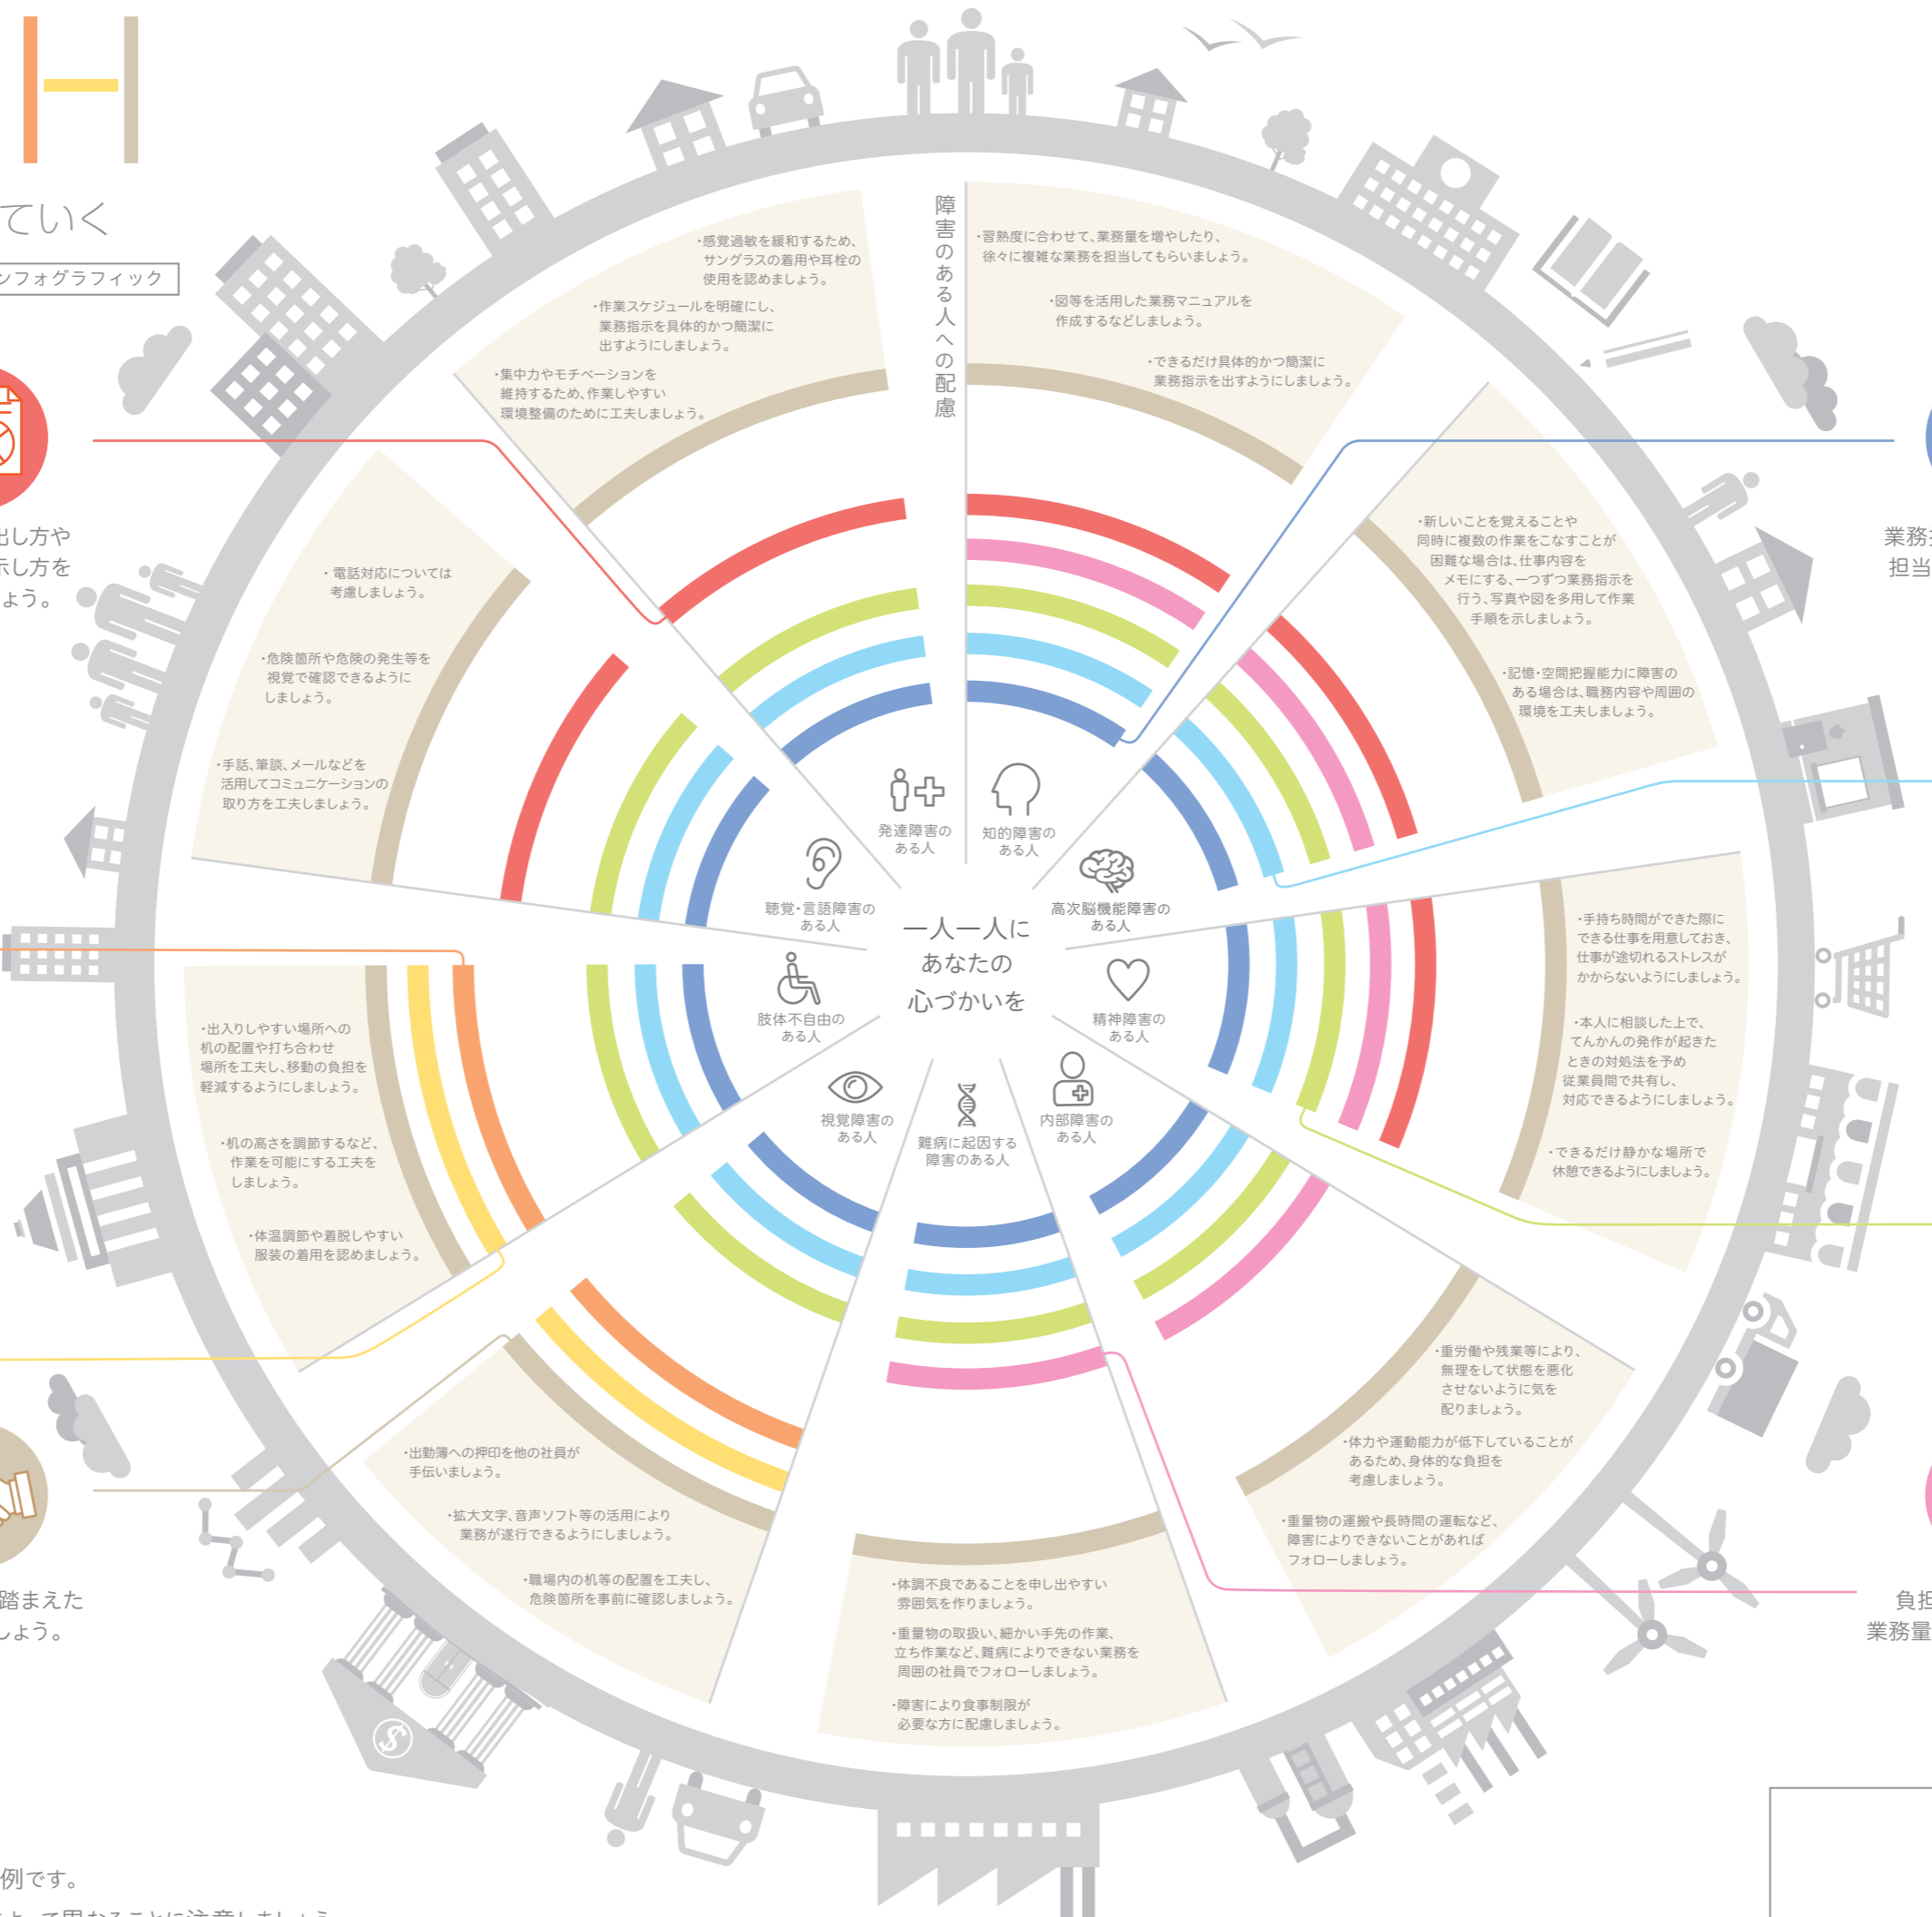 ていく
ンフォグラフィック
出し方や
示し方を
ょう。
踏まえた
しょう。
例です。
業務
担当
負担
業務量
障害のある人への配慮
・習熟度に合わせて、業務量を増やしたり、
徐々に複雑な業務を担当してもらいましょう。
・図等を活用した業務マニュアルを
作成するなどしましょう。
・できるだけ具体的かつ簡潔に
業務指示を出すようにしましょう。
・新しいことを覚えることや
同時に複数の作業をこなすことが
困難な場合は、仕事内容を
メモにする、一つずつ業務指示を
行う、写真や図を多用して作業
手順を示しましょう。
・記憶・空間把握能力に障害の
ある場合は、職務内容や周囲の
環境を工夫しましょう。
・手持ち時間ができた際に
できる仕事を用意しておき、
仕事が途切れるストレスが
かからないようにしましょう。
・本人に相談した上で、
てんかんの発作が起きた
ときの対処法を予め
従業員間で共有し、
対応できるようにしましょう。
・できるだけ静かな場所で
休憩できるようにしましょう。
・重労働や残業等により、
無理をして状態を悪化
させないように気を
配りましょう。
・体力や運動能力が低下していることが
あるため、身体的な負担を
考慮しましょう。
・重量物の運搬や長時間の運転など、
障害によりできないことがあれば
フォローしましょう。
・体調不良であることを申し出やすい
雰囲気を作りましょう。
・重量物の取扱い、細かい手先の作業、
立ち作業など、難病によりできない業務を
周囲の社員でフォローしましょう。
・障害により食事制限が
必要な方に配慮しましょう。
・出勤簿への押印を他の社員が
手伝いましょう。
・拡大文字、音声ソフト等の活用により
業務が遂行できるようにしましょう。
・職場内の机等の配置を工夫し、
危険箇所を事前に確認しましょう。
・出入りしやすい場所への
机の配置や打ち合わせ
場所を工夫し、移動の負担を
軽減するようにしましょう。
・机の高さを調節するなど、
作業を可能にする工夫を
しましょう。
・体温調節や着脱しやすい
服装の着用を認めましょう。
・電話対応については
考慮しましょう。
・危険箇所や危険の発生等を
視覚で確認できるように
しましょう。
・手話、筆談、メールなどを
活用してコミュニケーションの
取り方を工夫しましょう。
・感覚過敏を緩和するため、
サングラスの着用や耳栓の
使用を認めましょう。
・作業スケジュールを明確にし、
業務指示を具体的かつ簡潔に
出すようにしましょう。
・集中力やモチベーションを
維持するため、作業しやすい
環境整備のために工夫しましょう。
発達障害の
ある人
知的障害の
ある人
聴覚・言語障害の
ある人
高次脳機能障害の
ある人
一人一人に
あなたの
心づかいを
肢体不自由の
ある人
精神障害の
ある人
視覚障害の
ある人
難病に起因する
障害のある人
内部障害の
ある人
$